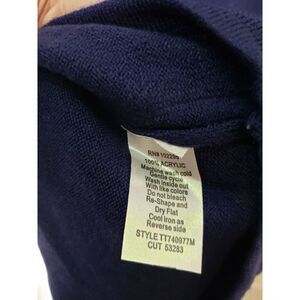 RN# 102299
100% ACRYLIC
Machine wash cold
Gentle cycle
Wash inside out
With like colors
Do not bleach
Re-Shape and
Dry Flat
Cool iron as
Reverse side
STYLE TT740977M
CUT 53283